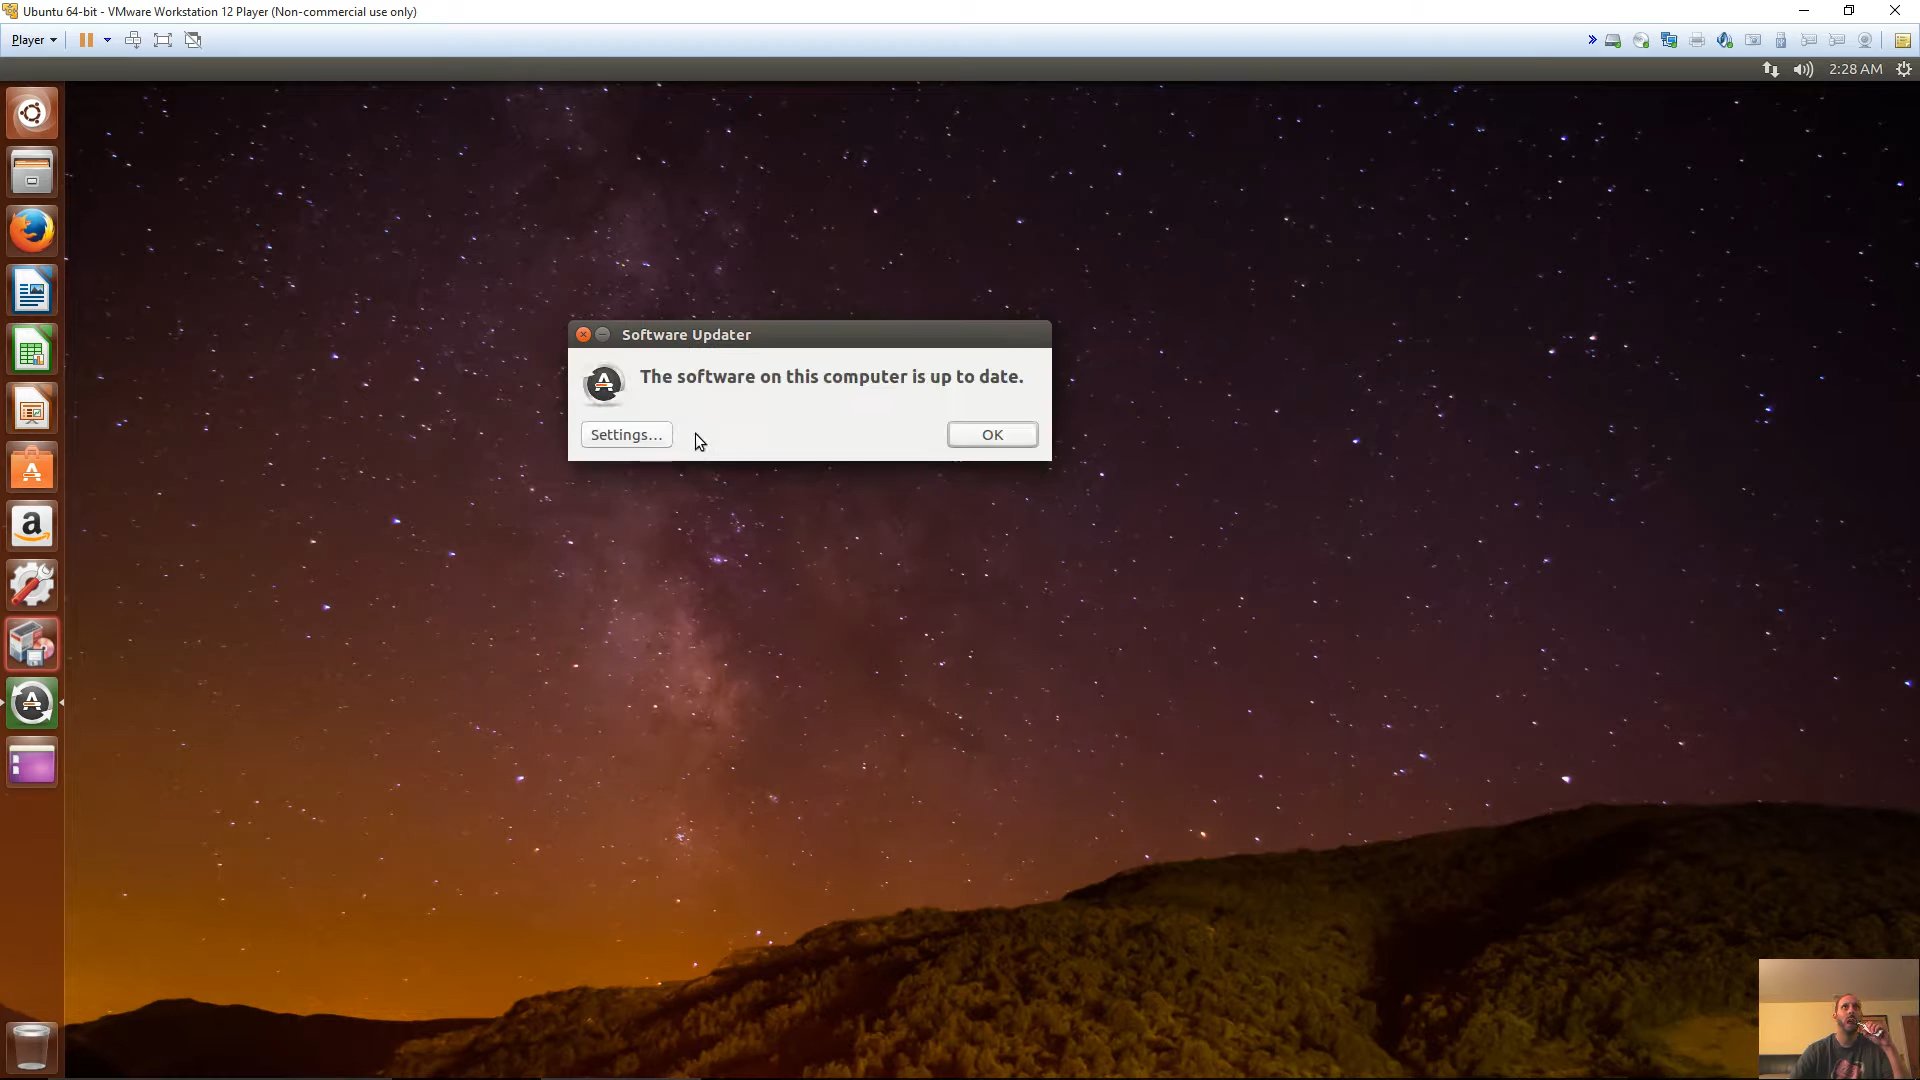 Ubuntu 64-bit - VMware Workstation 12 Player (Non-commercial use only)
Player
2:28 AM
Software Updater
The software on this computer is up to date.
Settings...
OK
a